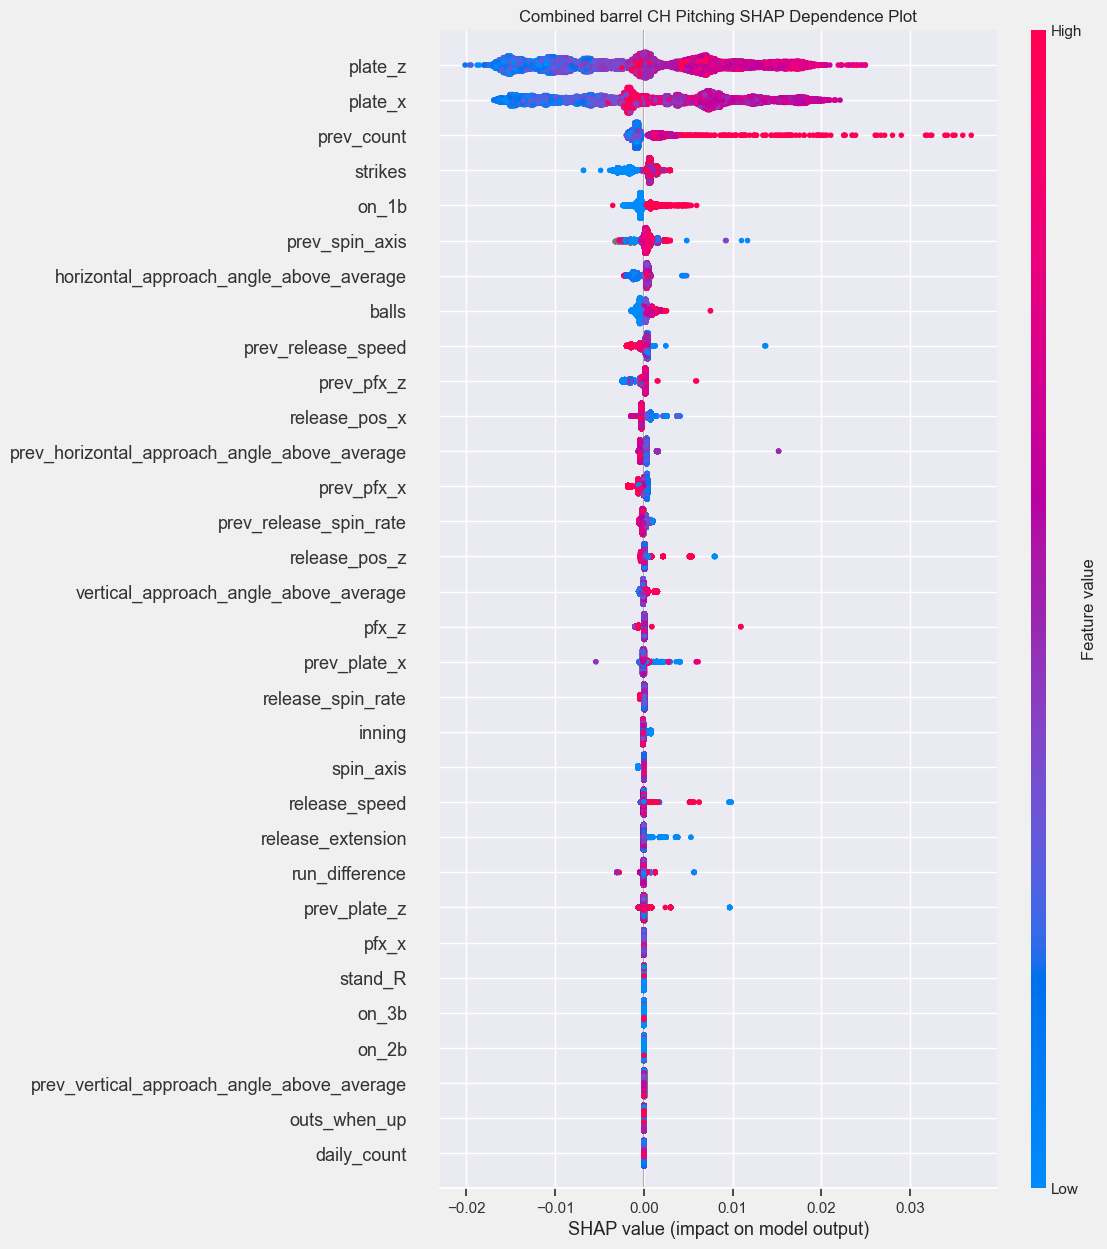 Combined barrel CH Pitching SHAP Dependence Plot
High
plate_z
plate_x
prev_count
strikes
on_1b
prev_spin_axis
horizontal_approach_angle_above_average
balls
prev_release_speed
prev_pfx_z
release_pos_x
prev_horizontal_approach_angle_above_average
prev_pfx_x
prev_release_spin_rate
release_pos_z
vertical_approach_angle_above_average
pfx_z
prev_plate_x
release_spin_rate
inning
spin_axis
release_speed
release_extension
run_difference
prev_plate_z
pfx_x
stand_R
on_3b
on_2b
prev_vertical_approach_angle_above_average
outs_when_up
daily_count
Feature value
Low
−0.02 −0.01 0.00 0.01 0.02 0.03
SHAP value (impact on model output)